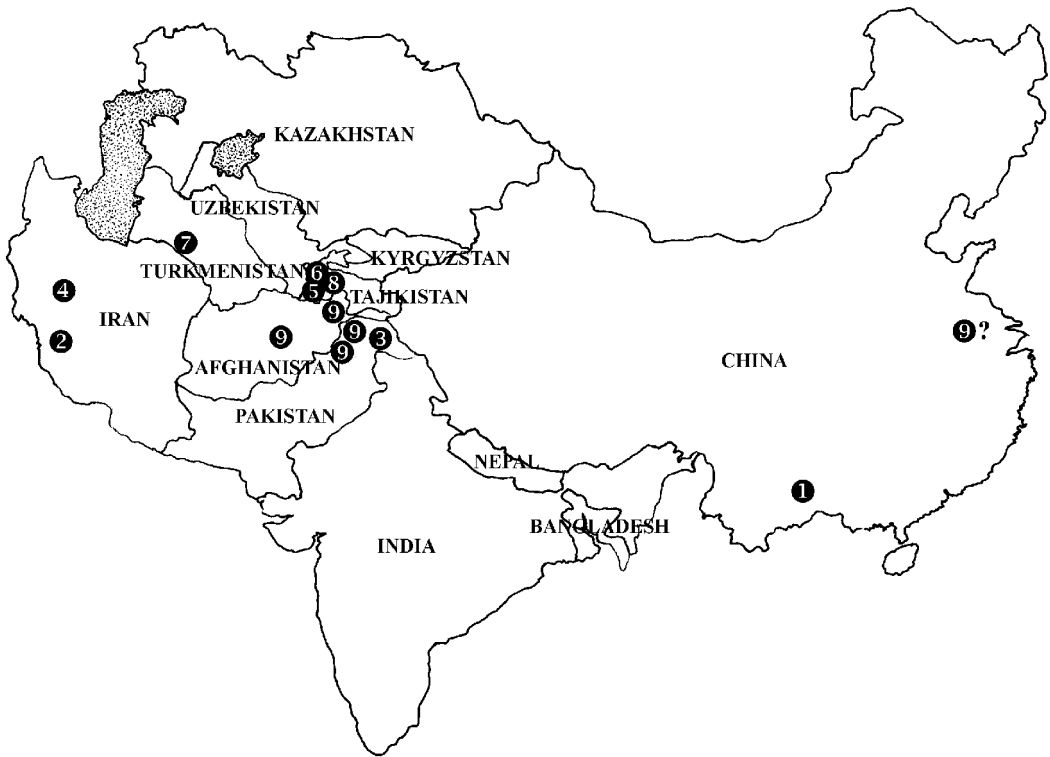 KAZAKHSTAN
UZBEKISTAN
7
KYRGYZSTAN
TURKMENISTAN
6
8
4
5
TAJIKISTAN
9
IRAN
9
9
3
9 ?
2
9
AFGHANISTAN
CHINA
PAKISTAN
NEPAL
1
BANGLADESH
INDIA